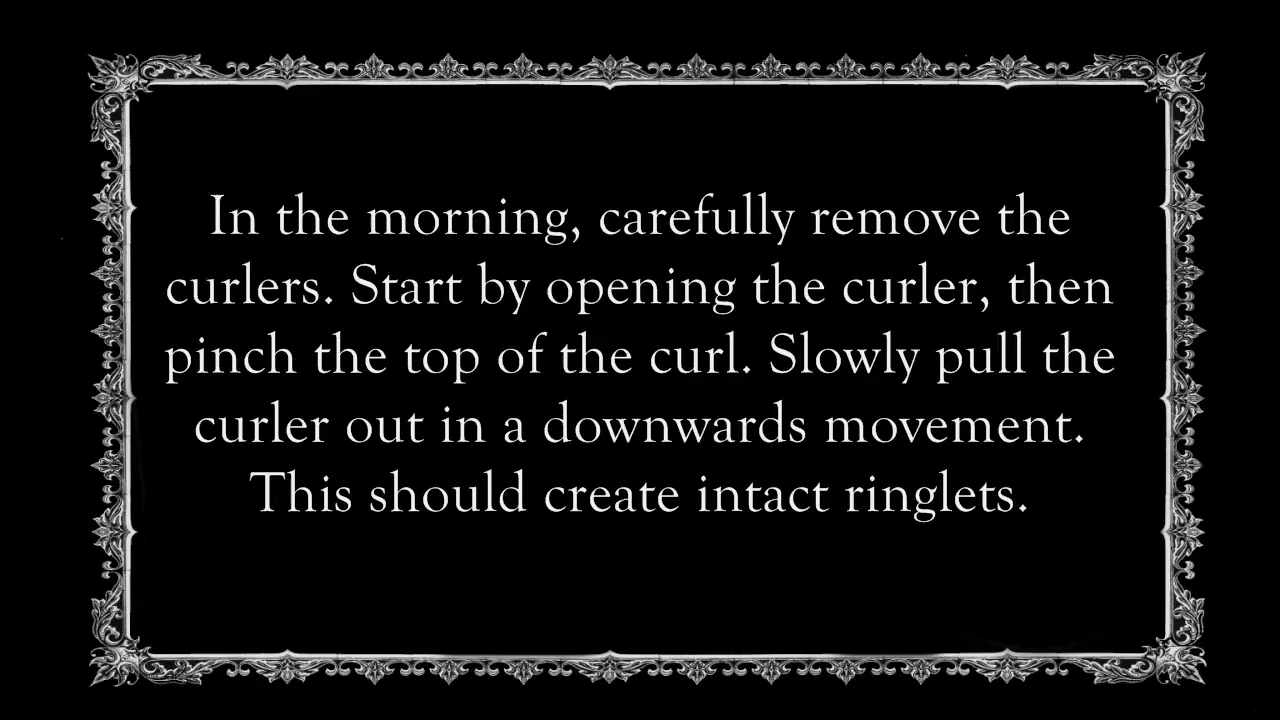 In the morning, carefully remove the
curlers. Start by opening the curler, then
pinch the top of the curl. Slowly pull the
curler out in a downwards movement.
This should create intact ringlets.